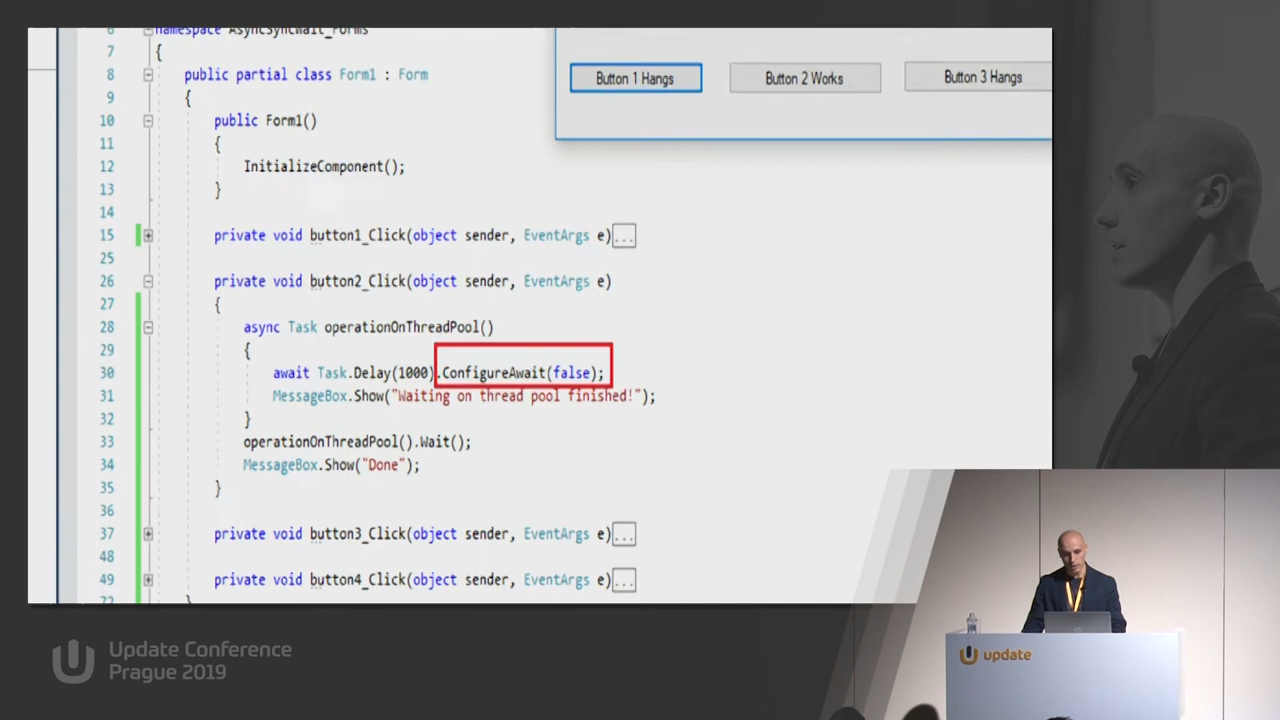 6 namespace AsyncSyncWait_Forms
7 {
8 public partial class Form1 : Form
9 {
10 public Form1()
11 {
12 InitializeComponent();
13 }
14
15 private void button1_Click(object sender, EventArgs e)...
25
26 private void button2_Click(object sender, EventArgs e)
27 {
28 async Task operationOnThreadPool()
29 {
30 await Task.Delay(1000).ConfigureAwait(false);
31 MessageBox.Show("Waiting on thread pool finished!");
32 }
33 operationOnThreadPool().Wait();
34 MessageBox.Show("Done");
35 }
36
37 private void button3_Click(object sender, EventArgs e)...
48
49 private void button4_Click(object sender, EventArgs e)...
72 }
Button 1 Hangs
Button 2 Works
Button 3 Hangs
Update Conference
Prague 2019
update